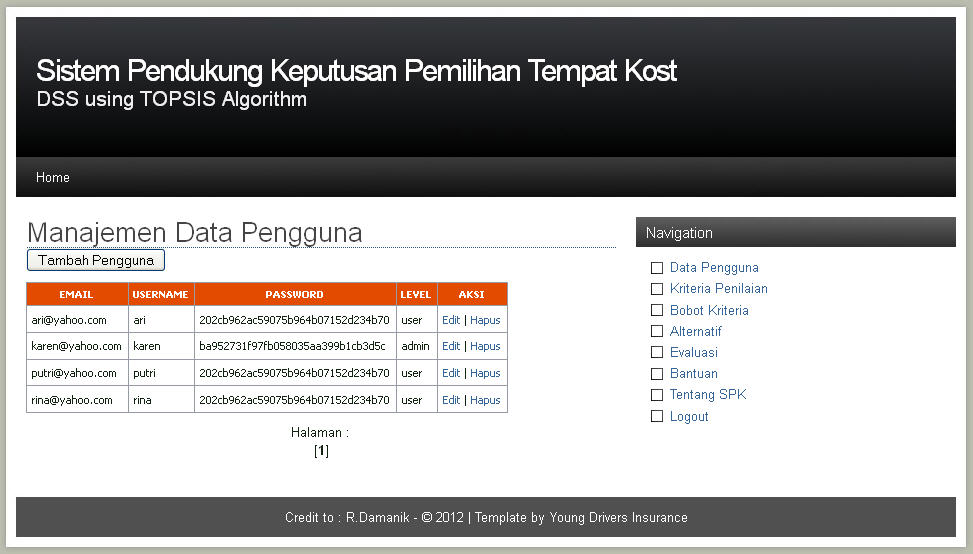 Sistem Pendukung Keputusan Pemilihan Tempat Kost
DSS using TOPSIS Algorithm
Home
Manajemen Data Pengguna
Tambah Pengguna
EMAIL USERNAME PASSWORD LEVEL AKSI
ari@yahoo.com ari 202cb962ac59075b964b07152d234b70 user Edit | Hapus
karen@yahoo.com karen ba952731f97fb058035aa399b1cb3d5c admin Edit | Hapus
putri@yahoo.com putri 202cb962ac59075b964b07152d234b70 user Edit | Hapus
rina@yahoo.com rina 202cb962ac59075b964b07152d234b70 user Edit | Hapus
Halaman :
[1]
Navigation
Data Pengguna
Kriteria Penilaian
Bobot Kriteria
Alternatif
Evaluasi
Bantuan
Tentang SPK
Logout
Credit to : R.Damanik - © 2012 | Template by Young Drivers Insurance